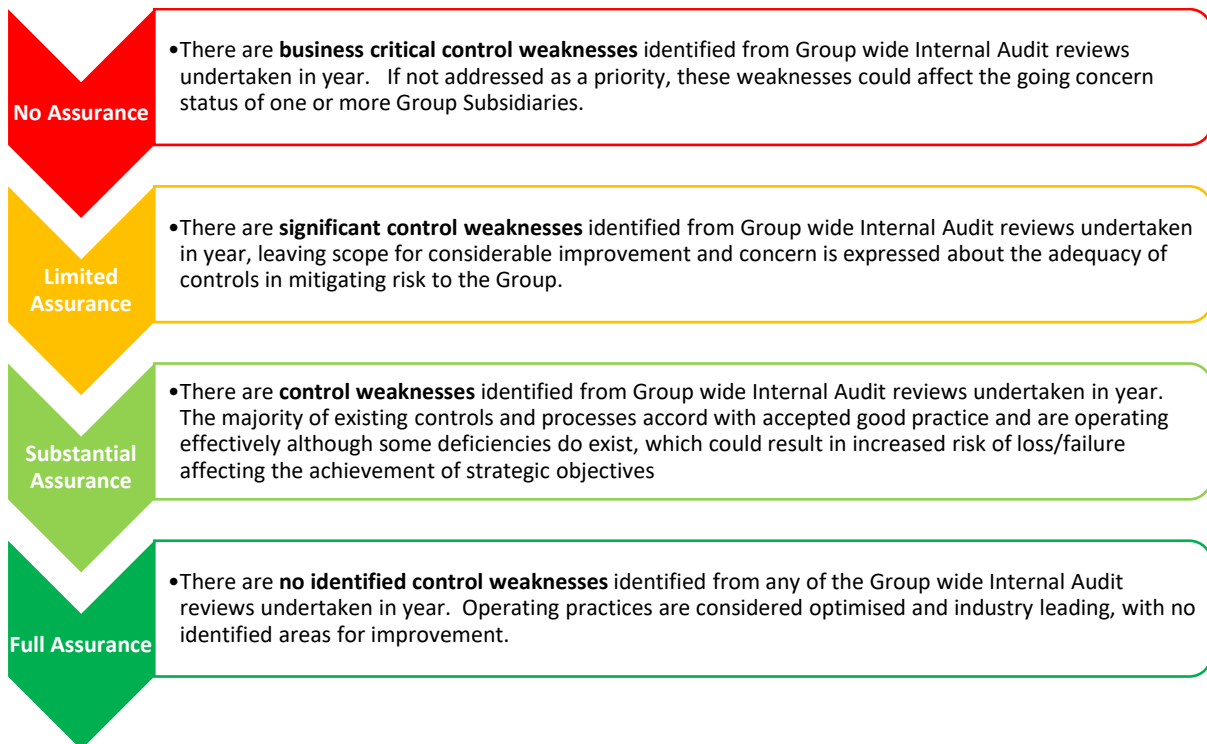 No Assurance
•There are business critical control weaknesses identified from Group wide Internal Audit reviews
undertaken in year.   If not addressed as a priority, these weaknesses could affect the going concern
status of one or more Group Subsidiaries.
Limited
Assurance
•There are significant control weaknesses identified from Group wide Internal Audit reviews undertaken
in year, leaving scope for considerable improvement and concern is expressed about the adequacy of
controls in mitigating risk to the Group.
Substantial
Assurance
•There are control weaknesses identified from Group wide Internal Audit reviews undertaken in year.
The majority of existing controls and processes accord with accepted good practice and are operating
effectively although some deficiencies do exist, which could result in increased risk of loss/failure
affecting the achievement of strategic objectives
Full Assurance
•There are no identified control weaknesses identified from any of the Group wide Internal Audit
reviews undertaken in year.  Operating practices are considered optimised and industry leading, with no
identified areas for improvement.